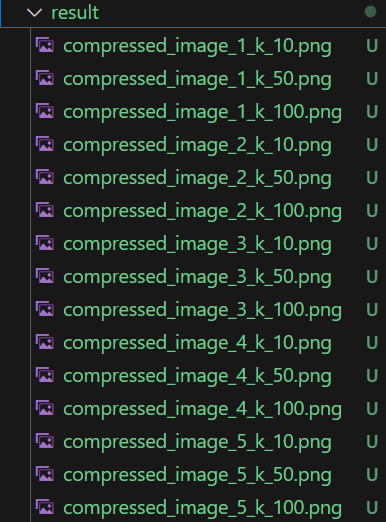 result
compressed_image_1_k_10.png U
compressed_image_1_k_50.png U
compressed_image_1_k_100.png U
compressed_image_2_k_10.png U
compressed_image_2_k_50.png U
compressed_image_2_k_100.png U
compressed_image_3_k_10.png U
compressed_image_3_k_50.png U
compressed_image_3_k_100.png U
compressed_image_4_k_10.png U
compressed_image_4_k_50.png U
compressed_image_4_k_100.png U
compressed_image_5_k_10.png U
compressed_image_5_k_50.png U
compressed_image_5_k_100.png U